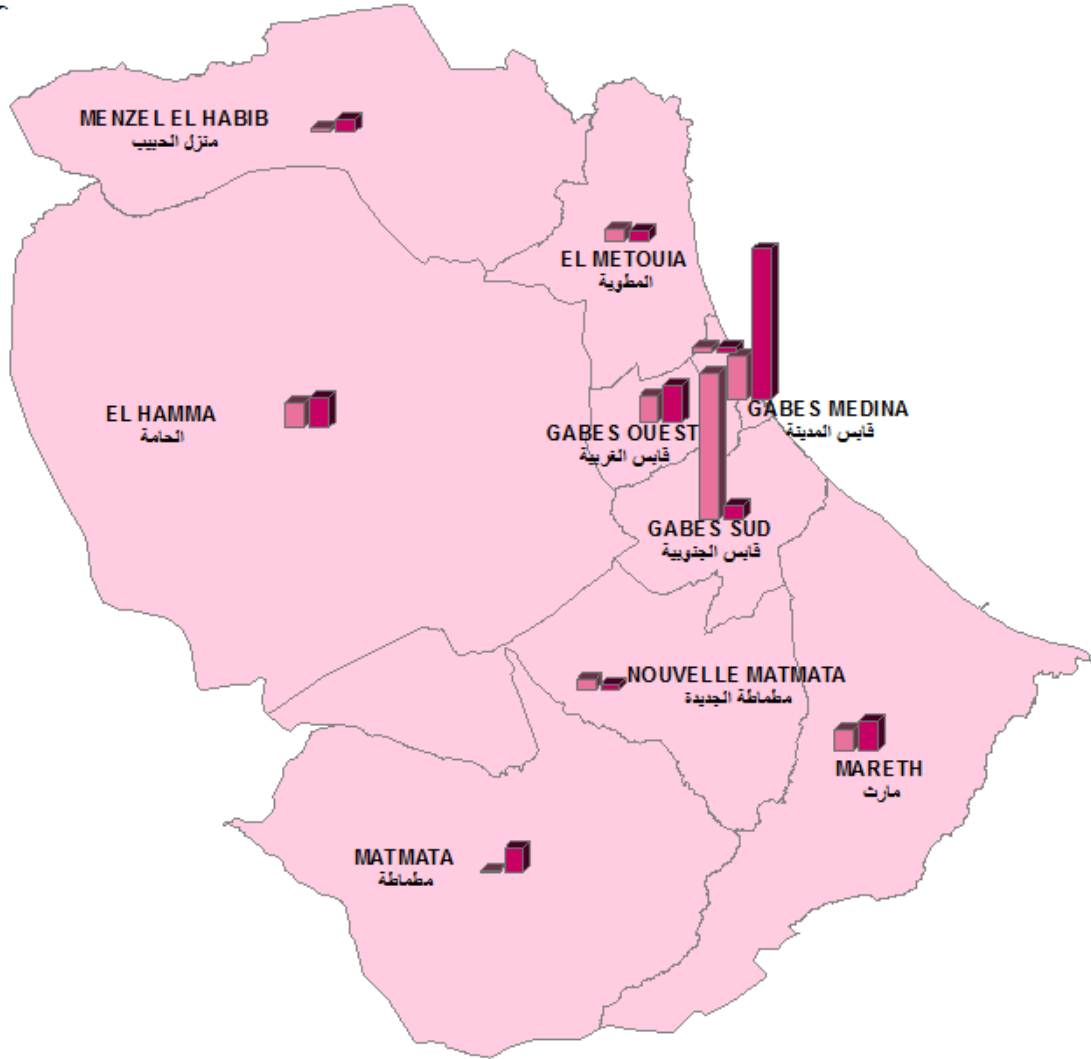 MENZEL EL HABIB
منزل الحبيب
EL METOUIA
المطوية
EL HAMMA
الحامة
GABES MEDINA
قابس المدينة
GABES OUEST
قابس الغربية
GABES SUD
قابس الجنوبية
NOUVELLE MATMATA
مطماطة الجديدة
MARETH
مارث
MATMATA
مطماطة